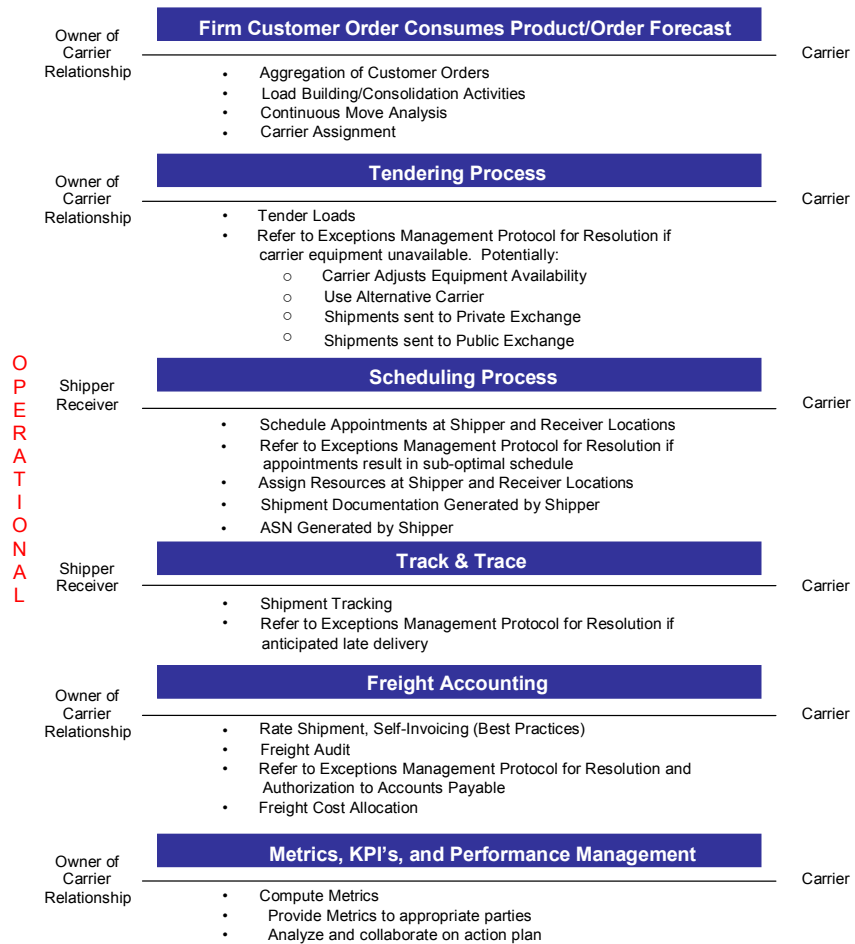 Firm Customer Order Consumes Product/Order Forecast
Owner of
Carrier
Relationship
Carrier
• Aggregation of Customer Orders
• Load Building/Consolidation Activities
• Continuous Move Analysis
• Carrier Assignment
Tendering Process
Owner of
Carrier
Relationship
Carrier
• Tender Loads
• Refer to Exceptions Management Protocol for Resolution if
carrier equipment unavailable. Potentially:
○ Carrier Adjusts Equipment Availability
○ Use Alternative Carrier
○ Shipments sent to Private Exchange
○ Shipments sent to Public Exchange
O
P
E
R
A
T
I
O
N
A
L
Scheduling Process
Shipper
Receiver
Carrier
• Schedule Appointments at Shipper and Receiver Locations
• Refer to Exceptions Management Protocol for Resolution if
appointments result in sub-optimal schedule
• Assign Resources at Shipper and Receiver Locations
• Shipment Documentation Generated by Shipper
• ASN Generated by Shipper
Track & Trace
Shipper
Receiver
Carrier
• Shipment Tracking
• Refer to Exceptions Management Protocol for Resolution if
anticipated late delivery
Freight Accounting
Owner of
Carrier
Relationship
Carrier
• Rate Shipment, Self-Invoicing (Best Practices)
• Freight Audit
• Refer to Exceptions Management Protocol for Resolution and
Authorization to Accounts Payable
• Freight Cost Allocation
Metrics, KPI's, and Performance Management
Owner of
Carrier
Relationship
Carrier
• Compute Metrics
• Provide Metrics to appropriate parties
• Analyze and collaborate on action plan